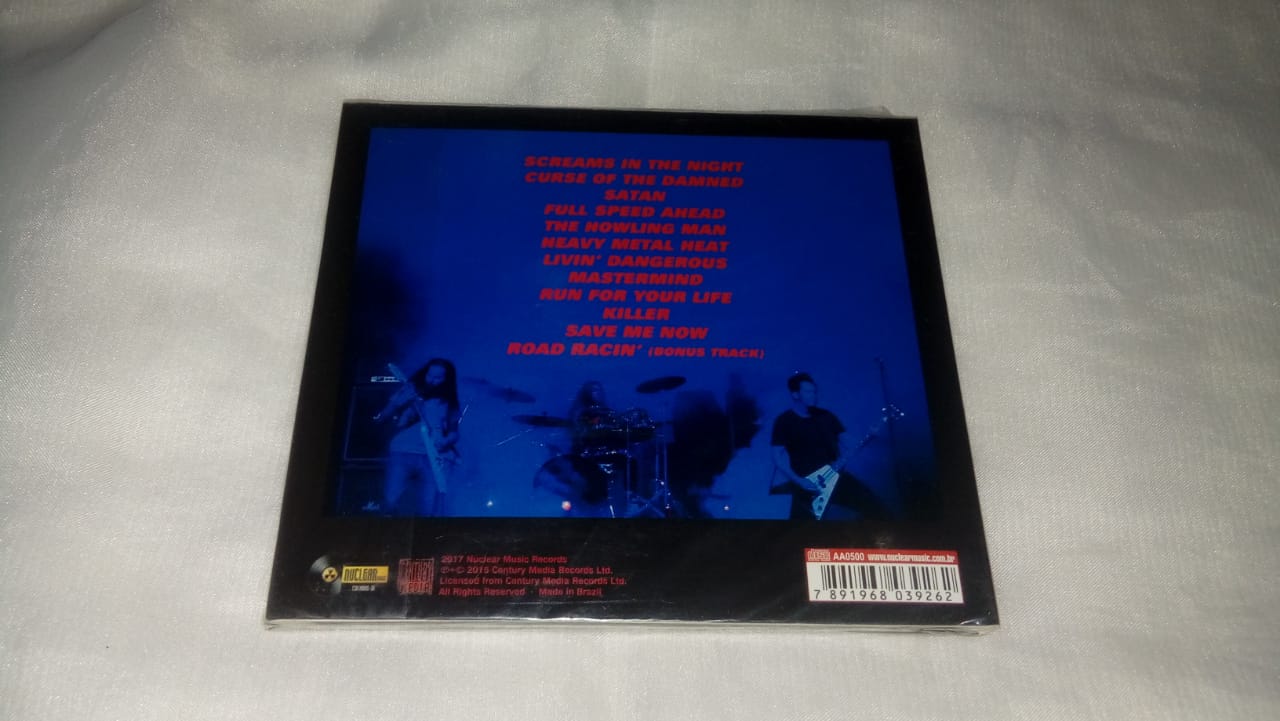 SCREAMS IN THE NIGHT
CURSE OF THE DAMNED
SATAN
FULL SPEED AHEAD
THE HOWLING MAN
HEAVY METAL HEAT
LIVIN' DANGEROUS
MASTERMIND
RUN FOR YOUR LIFE
KILLER
SAVE ME NOW
ROAD RACIN' (BONUS TRACK)
2017 Nuclear Music Records
℗+© 2015 Century Media Records Ltd.
Licensed from Century Media Records Ltd.
All Rights Reserved · Made in Brazil
NUCLEAR
CENTURY MEDIA
AA0500 www.nuclearmusic.com.br
7 891968 039262